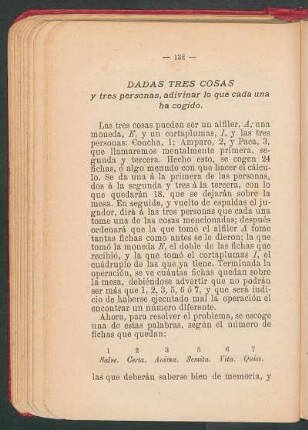 — 132 —
DADAS TRES COSAS
y tres personas, adivinar lo que cada una
ha cogido.
Las tres cosas pueden ser un alfiler, A; una
moneda, E, y un cortaplumas, I, y las tres
personas: Concha, 1; Amparo, 2, y Paca, 3,
que llamaremos mentalmente primera, se-
gunda y tercera. Hecho esto, se cogen 24
fichas, ó algo menudo con que hacer el cálcu-
lo. Se da una á la primera de las personas,
dos á la segunda y tres á la tercera, con lo
que quedarán 18, que se dejarán sobre la
mesa. En seguida, y vuelto de espaldas el ju-
gador, dirá á las tres personas que cada una
tome una de las cosas mencionadas; después
ordenará que la que tomó el alfiler A tome
tantas fichas como antes se le dieron; la que
tomó la moneda E, el doble de las fichas que
recibió, y la que tomó el cortaplumas I, el
cuádruplo de las que ya tiene. Terminada la
operación, se ve cuántas fichas quedan sobre
la mesa, debiéndose advertir que no podrán
ser más que 1, 2, 3, 5, 6 ó 7, y que será indi-
cio de haberse ejecutado mal la operación el
encontrar un número diferente.
Ahora, para resolver el problema, se escoge
una de estas palabras, según el número de
fichas que quedan:
1 2 3 5 6 7
Salve. Certa. Anima. Semita. Vita. Quies.
las que deberán saberse bien de memoria, y